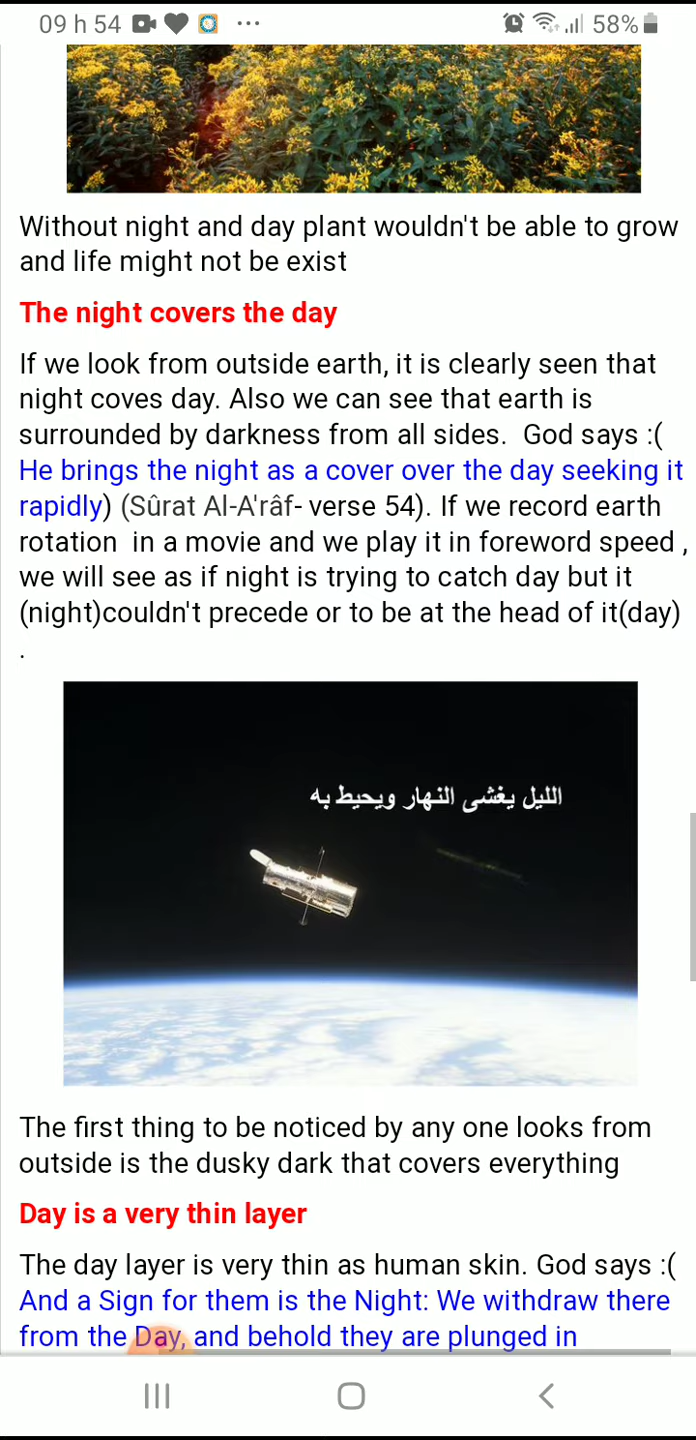 09 h 54
58%
Without night and day plant wouldn't be able to grow
and life might not be exist
The night covers the day
If we look from outside earth, it is clearly seen that
night coves day. Also we can see that earth is
surrounded by darkness from all sides.  God says :(
He brings the night as a cover over the day seeking it
rapidly) (Sûrat Al-A'râf- verse 54). If we record earth
rotation  in a movie and we play it in foreword speed ,
we will see as if night is trying to catch day but it
(night)couldn't precede or to be at the head of it(day)
.
الليل يغشى النهار ويحيط به
The first thing to be noticed by any one looks from
outside is the dusky dark that covers everything
Day is a very thin layer
The day layer is very thin as human skin. God says :(
And a Sign for them is the Night: We withdraw there
from the Day, and behold they are plunged in